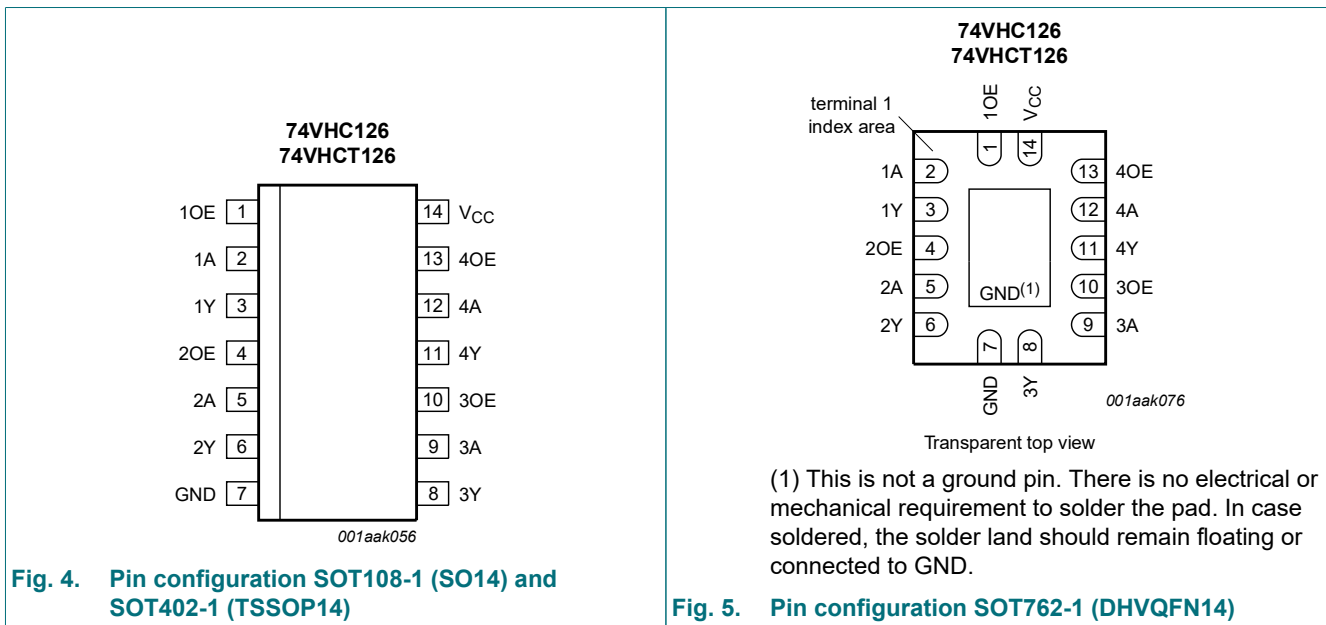 74VHC126
74VHCT126
1OE 1
14 VCC
1A 2
13 4OE
1Y 3
12 4A
2OE 4
11 4Y
2A 5
10 3OE
2Y 6
9 3A
GND 7
8 3Y
001aak056
Fig. 4. Pin configuration SOT108-1 (SO14) and
SOT402-1 (TSSOP14)
74VHC126
74VHCT126
terminal 1
index area
1OE
VCC
1
14
1A 2
13 4OE
1Y 3
12 4A
2OE 4
11 4Y
2A 5
10 3OE
GND(1)
2Y 6
9 3A
7
8
GND
3Y
001aak076
Transparent top view
(1) This is not a ground pin. There is no electrical or
mechanical requirement to solder the pad. In case
soldered, the solder land should remain floating or
connected to GND.
Fig. 5. Pin configuration SOT762-1 (DHVQFN14)